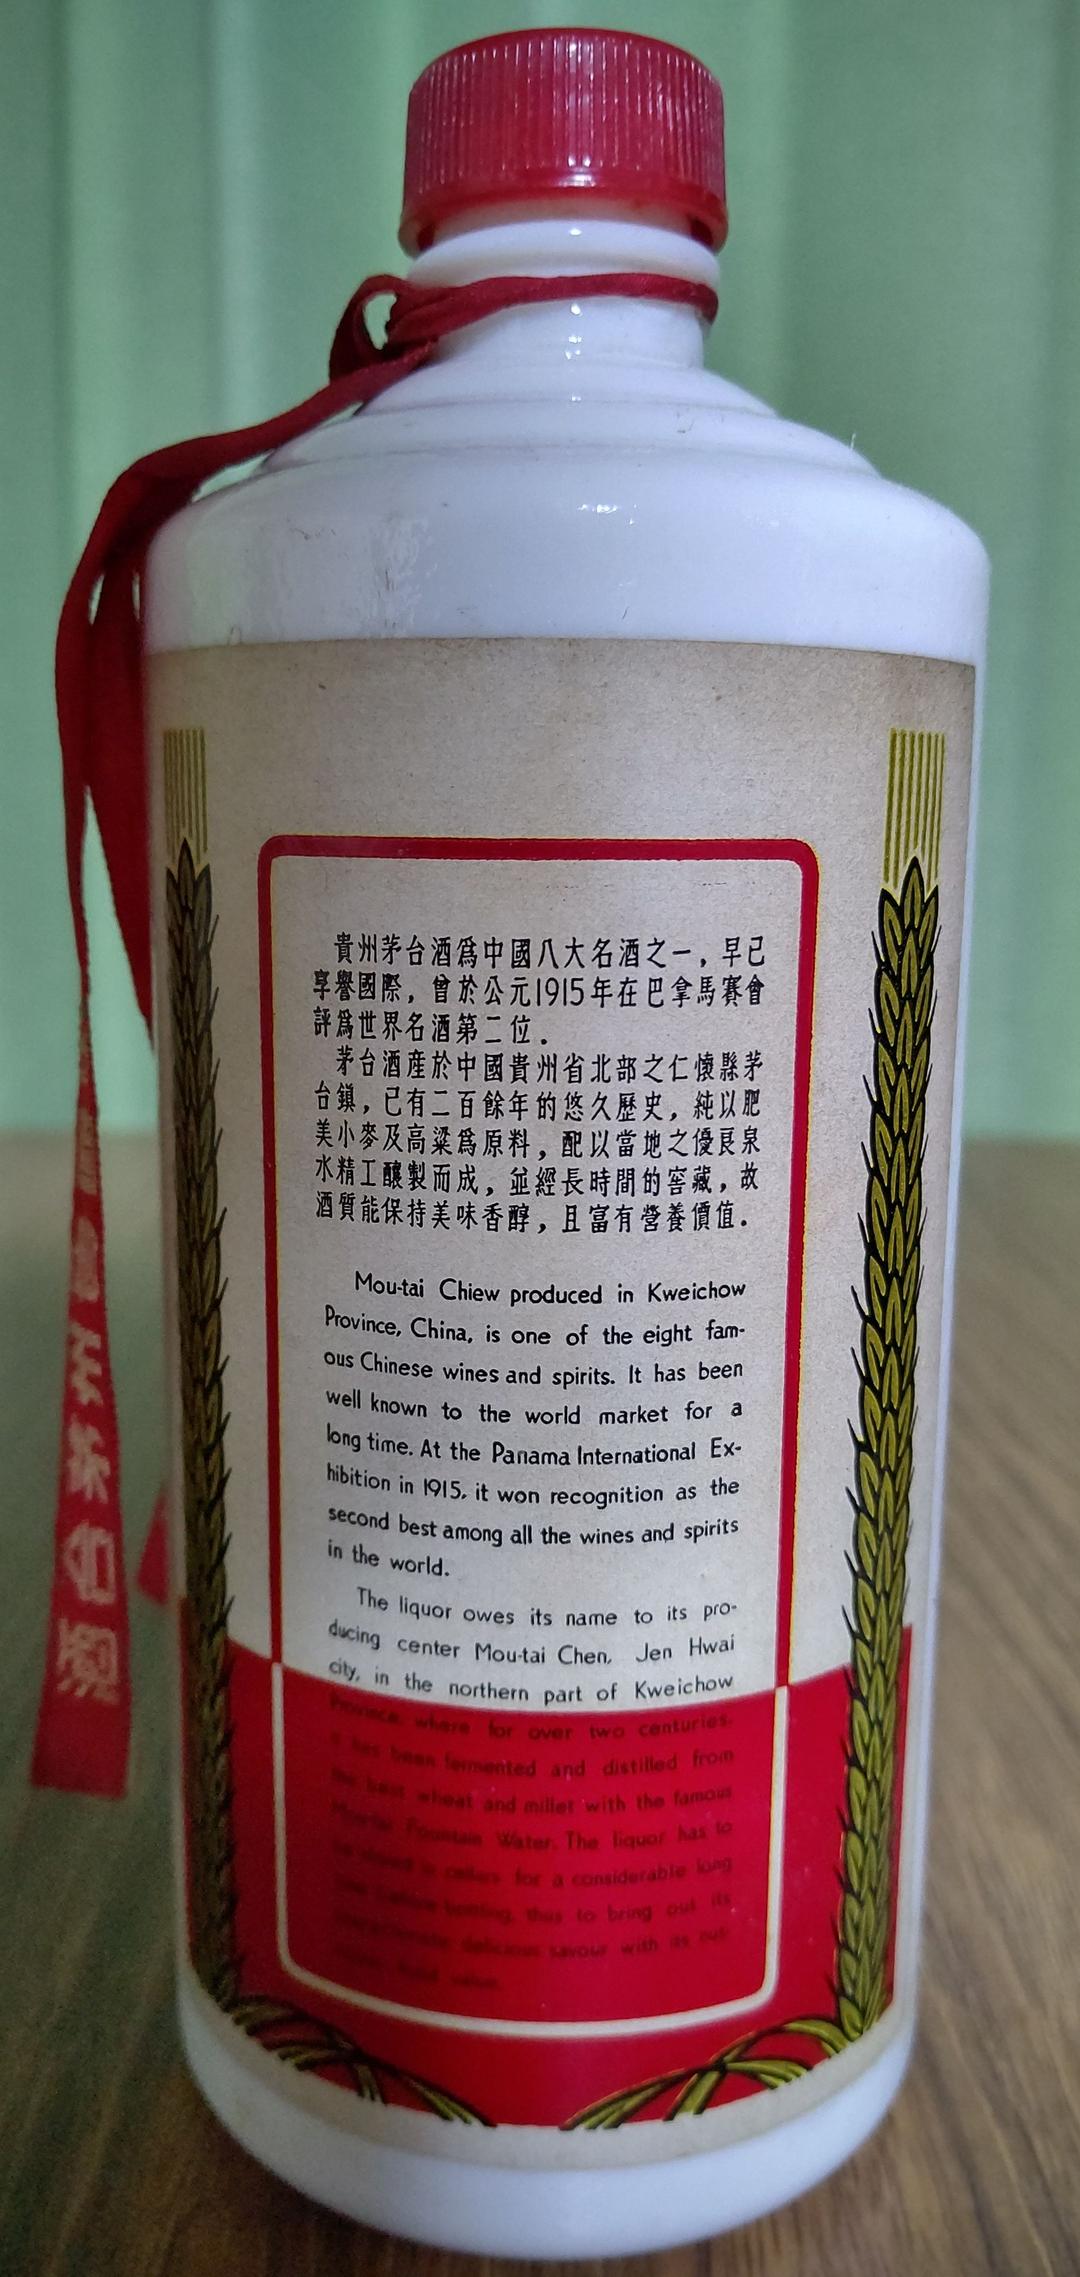 貴州茅台酒爲中國八大名酒之一，早已
享譽國際，曾於公元1915年在巴拿馬賽會
評爲世界名酒第二位．
茅台酒産於中國貴州省北部之仁懷縣茅
台鎭，已有二百餘年的悠久歷史，純以肥
美小麥及高粱爲原料，配以當地之優良泉
水精工釀製而成，並經長時間的窖藏，故
酒質能保持美味香醇，且富有營養價值．
Mou-tai Chiew produced in Kweichow
Province, China, is one of the eight fam-
ous Chinese wines and spirits. It has been
well known to the world market for a
long time. At the Panama International Ex-
hibition in 1915, it won recognition as the
second best among all the wines and spirits
in the world.
The liquor owes its name to its pro-
ducing center Mou-tai Chen, Jen Hwai
city, in the northern part of Kweichow
Province, where for over two centuries,
it has been fermented and distilled from
the best wheat and millet with the famous
Mou-tai Fountain Water. The liquor has to
be stored in cellars for a considerable long
time before bottling, thus to bring out its
delicious savour with its
food value.